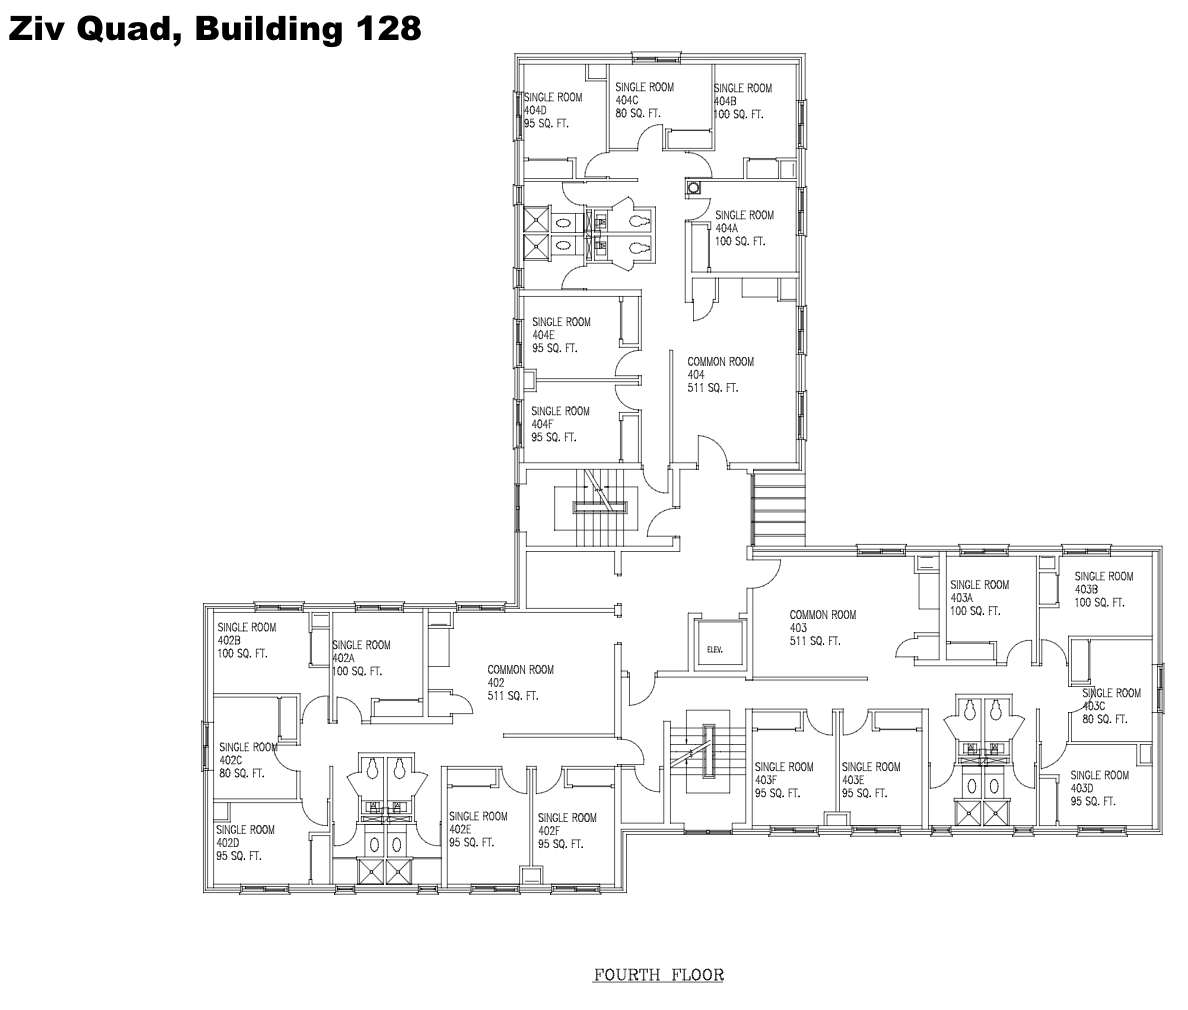 Ziv Quad, Building 128
SINGLE ROOM
404D
95 SQ. FT.
SINGLE ROOM
404C
80 SQ. FT.
SINGLE ROOM
404B
100 SQ. FT.
SINGLE ROOM
404A
100 SQ. FT.
SINGLE ROOM
404E
95 SQ. FT.
COMMON ROOM
404
511 SQ. FT.
SINGLE ROOM
404F
95 SQ. FT.
SINGLE ROOM
403A
100 SQ. FT.
SINGLE ROOM
403B
100 SQ. FT.
COMMON ROOM
403
511 SQ. FT.
SINGLE ROOM
402B
100 SQ. FT.
SINGLE ROOM
402A
100 SQ. FT.
COMMON ROOM
402
511 SQ. FT.
ELEV.
SINGLE ROOM
403C
80 SQ. FT.
SINGLE ROOM
402C
80 SQ. FT.
SINGLE ROOM
403F
95 SQ. FT.
SINGLE ROOM
403E
95 SQ. FT.
SINGLE ROOM
403D
95 SQ. FT.
SINGLE ROOM
402D
95 SQ. FT.
SINGLE ROOM
402E
95 SQ. FT.
SINGLE ROOM
402F
95 SQ. FT.
FOURTH FLOOR